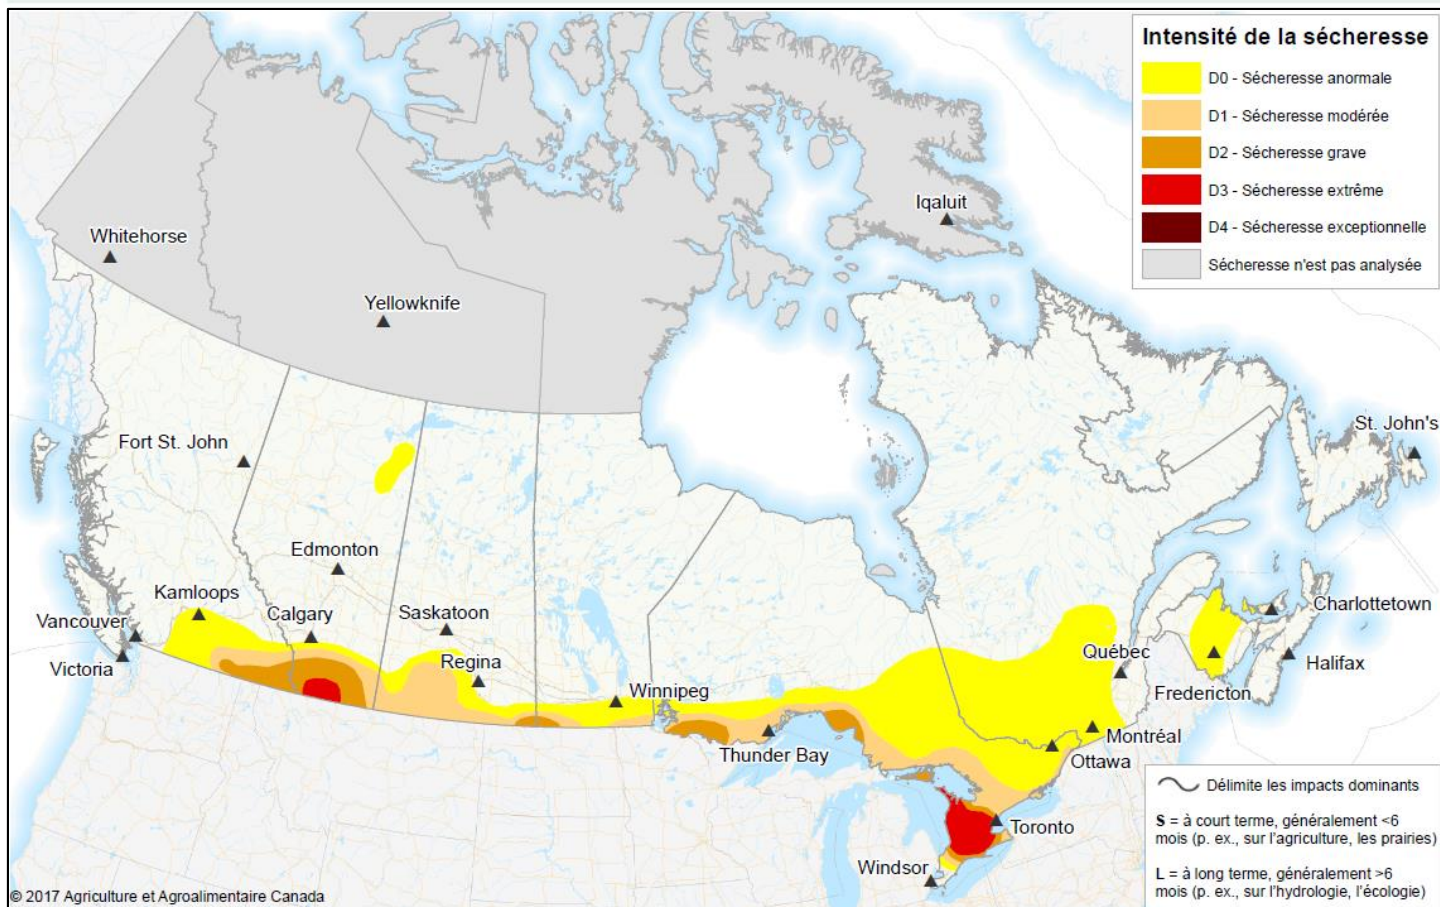 Intensité de la sécheresse
D0 - Sécheresse anormale
D1 - Sécheresse modérée
D2 - Sécheresse grave
D3 - Sécheresse extrême
D4 - Sécheresse exceptionnelle
Sécheresse n'est pas analysée
Iqaluit
Whitehorse
Yellowknife
St. John's
Fort St. John
Edmonton
Kamloops
Calgary
Saskatoon
Charlottetown
Vancouver
Québec
Halifax
Victoria
Regina
Winnipeg
Fredericton
Montréal
Thunder Bay
Ottawa
Toronto
Windsor
Délimite les impacts dominants
S = à court terme, généralement <6
mois (p. ex., sur l'agriculture, les prairies)
L = à long terme, généralement >6
mois (p. ex., sur l'hydrologie, l'écologie)
© 2017 Agriculture et Agroalimentaire Canada